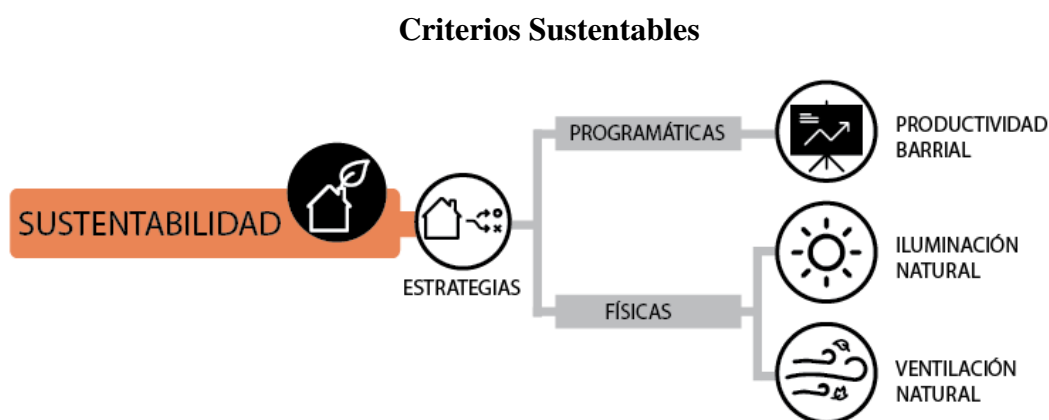 Criterios Sustentables
SUSTENTABILIDAD
ESTRATEGIAS
PROGRAMÁTICAS
PRODUCTIVIDAD
BARRIAL
FÍSICAS
ILUMINACIÓN
NATURAL
VENTILACIÓN
NATURAL